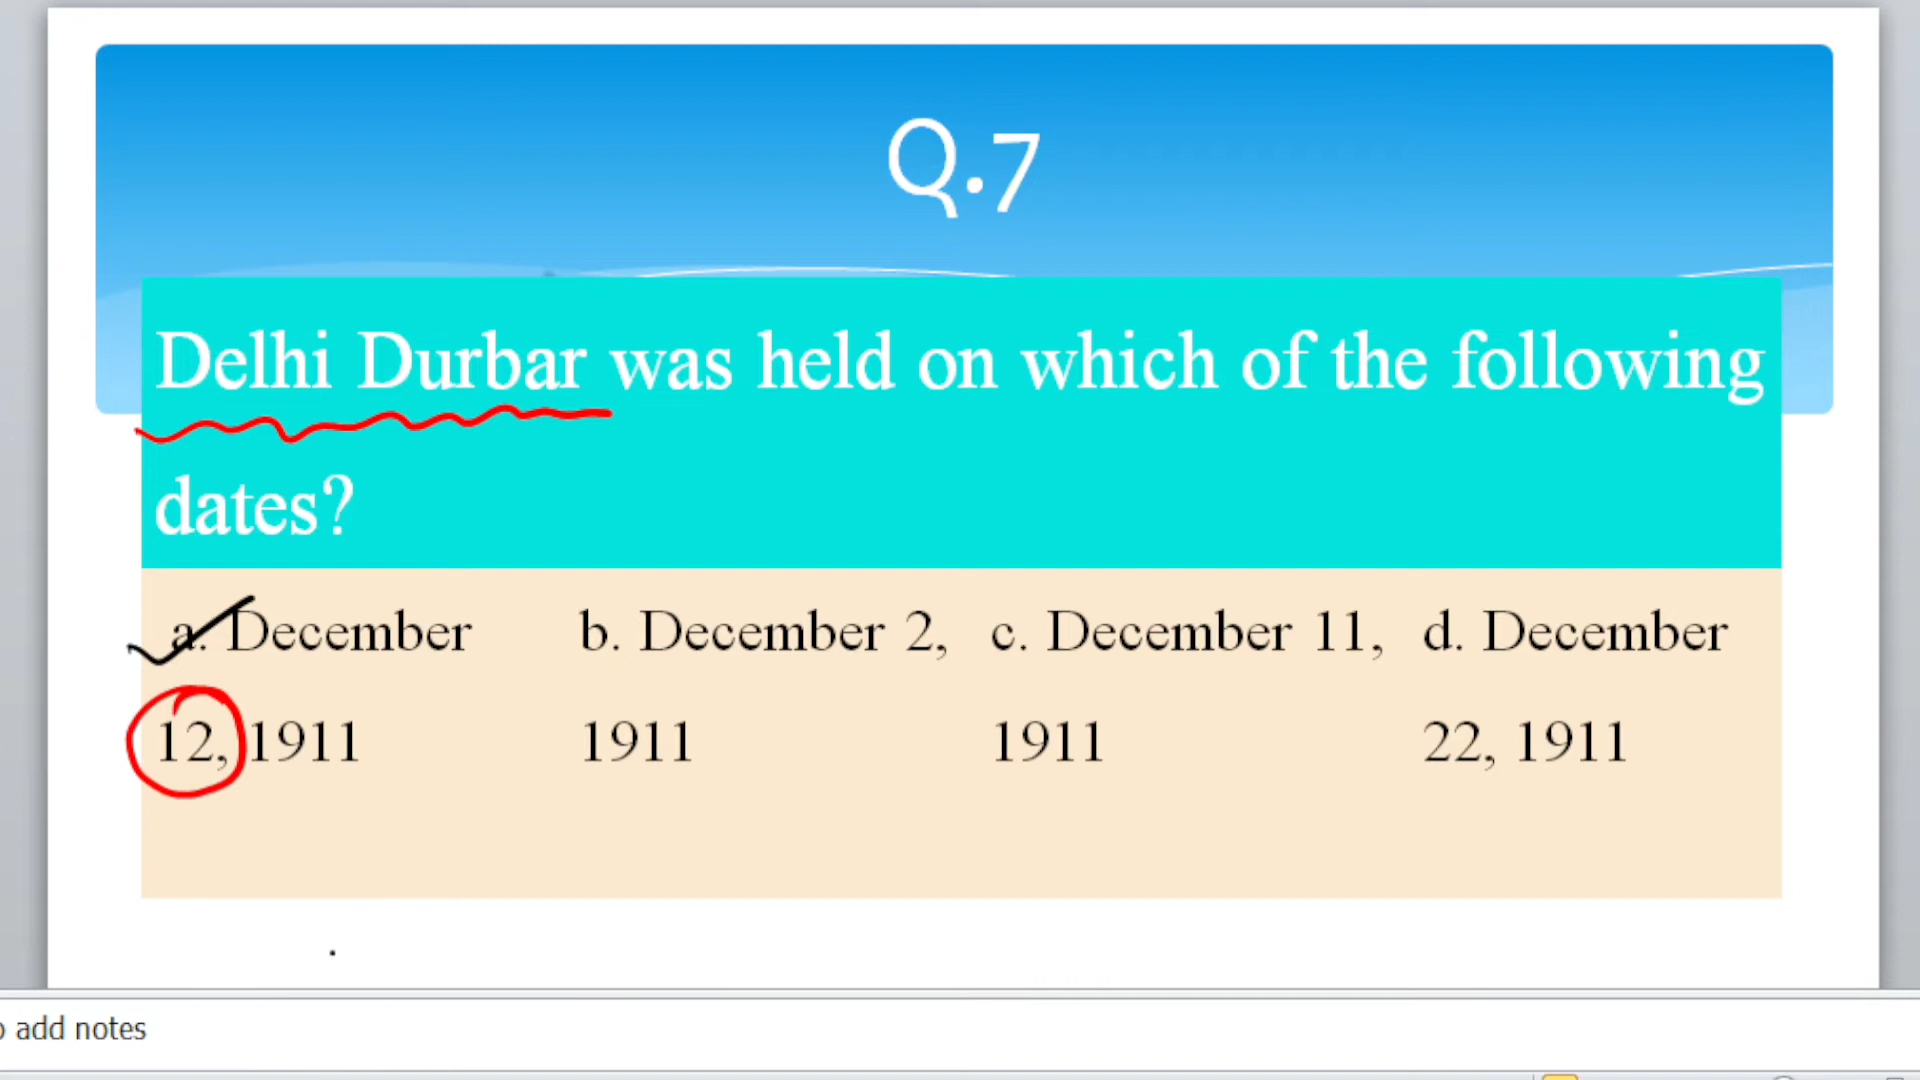 Q.7
Delhi Durbar was held on which of the following
dates?
a. December
12, 1911
b. December 2,
1911
c. December 11,
1911
d. December
22, 1911
add notes